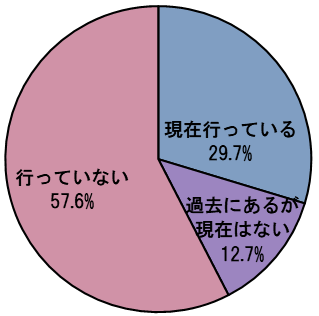 現在行っている
29.7%
行っていない
57.6%
過去にあるが
現在はない
12.7%